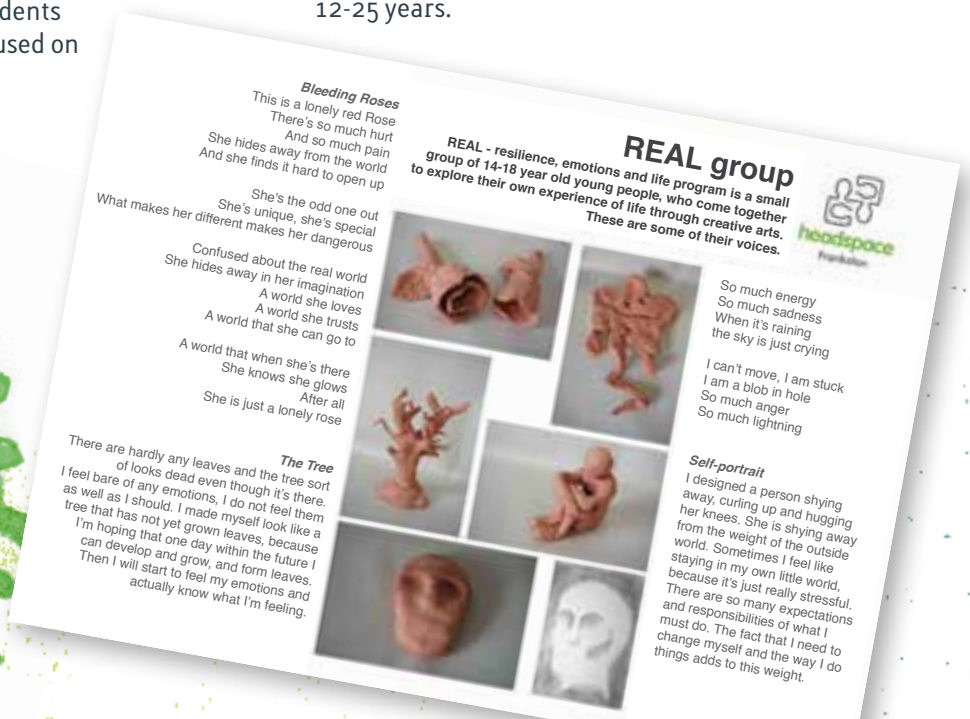 dents
used on
12-25 years.
Bleeding Roses
This is a lonely red Rose
There's so much hurt
And so much pain
She hides away from the world
And she finds it hard to open up
She's the odd one out
She's unique, she's special
What makes her different makes her dangerous
Confused about the real world
She hides away in her imagination
A world she loves
A world she trusts
A world that she can go to
A world that when she's there
She knows she glows
After all
She is just a lonely rose
The Tree
There are hardly any leaves and the tree sort
of looks dead even though it's there.
I feel bare of any emotions, I do not feel them
as well as I should. I made myself look like a
tree that has not yet grown leaves, because
I'm hoping that one day within the future I
can develop and grow, and form leaves.
Then I will start to feel my emotions and
actually know what I'm feeling.
REAL group
REAL - resilience, emotions and life program is a small
group of 14-18 year old young people, who come together
to explore their own experience of life through creative arts.
These are some of their voices.
headspace
Frankston
So much energy
So much sadness
When it's raining
the sky is just crying
I can't move, I am stuck
I am a blob in hole
So much anger
So much lightning
Self-portrait
I designed a person shying
away, curling up and hugging
her knees. She is shying away
from the weight of the outside
world. Sometimes I feel like
staying in my own little world,
because it's just really stressful.
There are so many expectations
and responsibilities of what I
must do. The fact that I need to
change myself and the way I do
things adds to this weight.